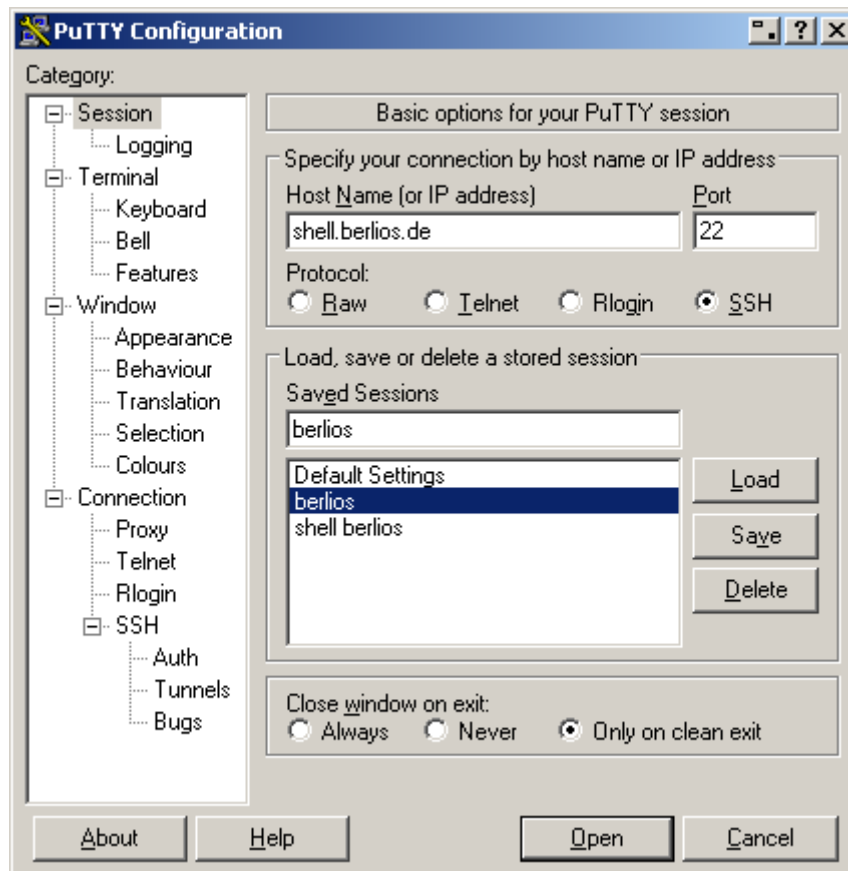 PuTTY Configuration
Category:
Session
Logging
Terminal
Keyboard
Bell
Features
Window
Appearance
Behaviour
Translation
Selection
Colours
Connection
Proxy
Telnet
Rlogin
SSH
Auth
Tunnels
Bugs
Basic options for your PuTTY session
Specify your connection by host name or IP address
Host Name (or IP address) Port
shell.berlios.de 22
Protocol:
Raw Telnet Rlogin SSH
Load, save or delete a stored session
Saved Sessions
berlios
Default Settings
berlios
shell berlios
Load
Save
Delete
Close window on exit:
Always Never Only on clean exit
About Help Open Cancel